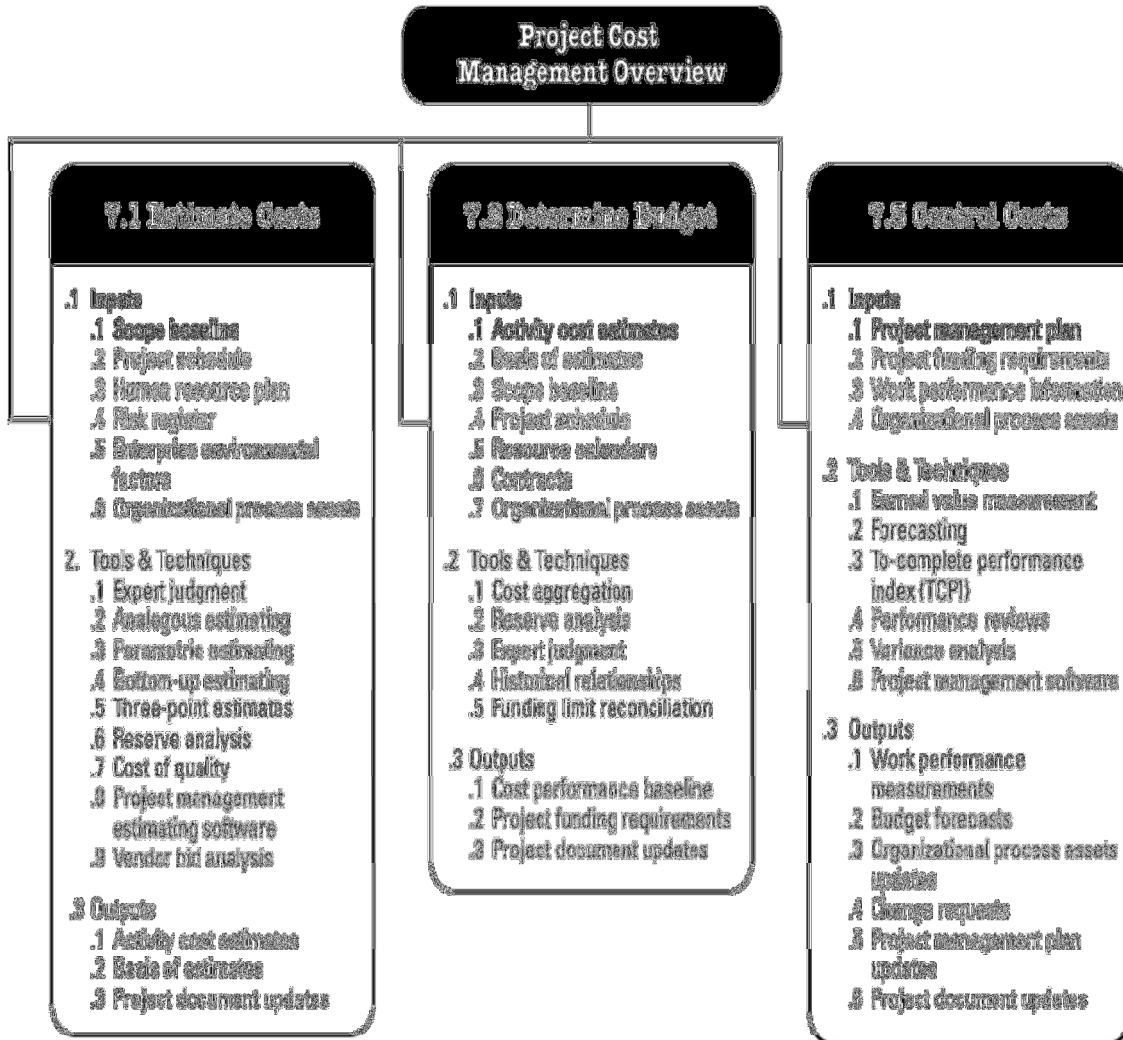 Project Cost
Management Overview
7.1 Estimate Costs
.1 Inputs
.1 Scope baseline
.2 Project schedule
.3 Human resource plan
.4 Risk register
.5 Enterprise environmental
factors
.6 Organizational process assets
2. Tools & Techniques
.1 Expert judgment
.2 Analogous estimating
.3 Parametric estimating
.4 Bottom-up estimating
.5 Three-point estimates
.6 Reserve analysis
.7 Cost of quality
.8 Project management
estimating software
.9 Vendor bid analysis
.3 Outputs
.1 Activity cost estimates
.2 Basis of estimates
.3 Project document updates
7.2 Determine Budget
.1 Inputs
.1 Activity cost estimates
.2 Basis of estimates
.3 Scope baseline
.4 Project schedule
.5 Resource calendars
.6 Contracts
.7 Organizational process assets
.2 Tools & Techniques
.1 Cost aggregation
.2 Reserve analysis
.3 Expert judgment
.4 Historical relationships
.5 Funding limit reconciliation
.3 Outputs
.1 Cost performance baseline
.2 Project funding requirements
.3 Project document updates
Control Costs
.1 Inputs
.1 Project management plan
.2 Project funding requirements
.3 Work performance information
.4 Organizational process assets
.2 Tools & Techniques
.1 Earned value measurement
.2 Forecasting
.3 To-complete performance
index (TCPI)
.4 Performance reviews
.5 Variance analysis
.6 Project management software
.3 Outputs
.1 Work performance
measurements
.2 Budget forecasts
.3 Organizational process assets
updates
.4 Change requests
.5 Project management plan
updates
.6 Project document updates